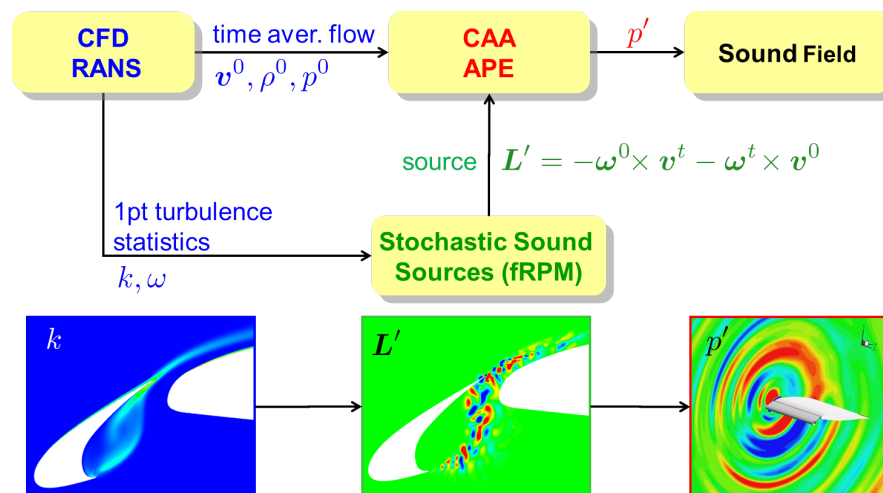 CFD
RANS
time aver. flow
𝒗⁰, ρ⁰, p⁰
CAA
APE
p′
Sound Field
source
𝑳′ = −𝝎⁰ × 𝒗ᵗ − 𝝎ᵗ × 𝒗⁰
1pt turbulence
statistics
k, ω
Stochastic Sound
Sources (fRPM)
k
𝑳′
p′